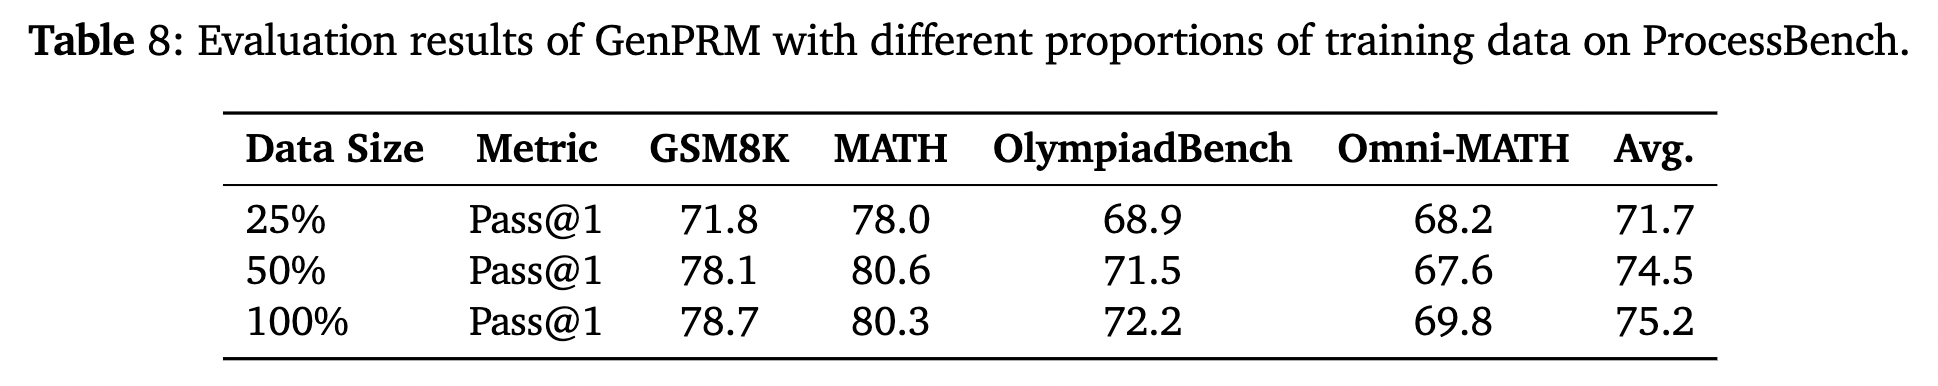 Table 8: Evaluation results of GenPRM with different proportions of training data on ProcessBench.
Data Size Metric GSM8K MATH OlympiadBench Omni-MATH Avg.
25% Pass@1 71.8 78.0 68.9 68.2 71.7
50% Pass@1 78.1 80.6 71.5 67.6 74.5
100% Pass@1 78.7 80.3 72.2 69.8 75.2